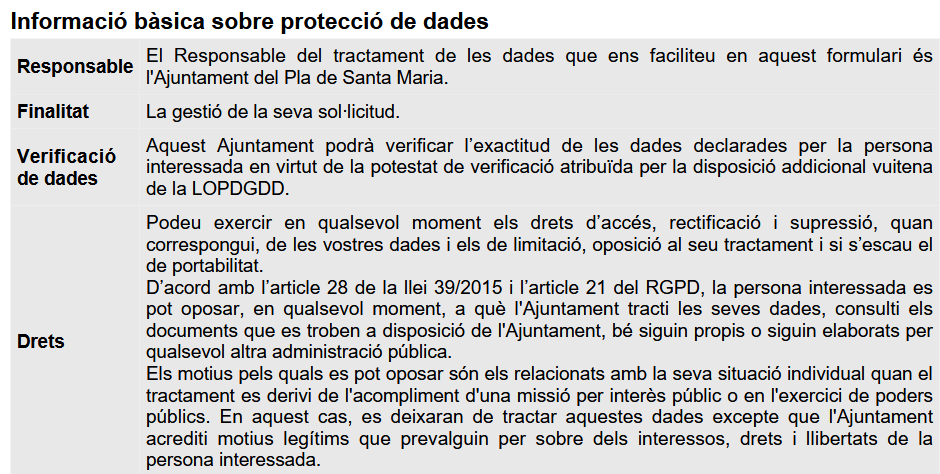 Informació bàsica sobre protecció de dades
Responsable
El Responsable del tractament de les dades que ens faciliteu en aquest formulari és
l'Ajuntament del Pla de Santa Maria.
Finalitat
La gestió de la seva sol·licitud.
Verificació
de dades
Aquest Ajuntament podrà verificar l’exactitud de les dades declarades per la persona
interessada en virtut de la potestat de verificació atribuïda per la disposició addicional vuitena
de la LOPDGDD.
Drets
Podeu exercir en qualsevol moment els drets d’accés, rectificació i supressió, quan
correspongui, de les vostres dades i els de limitació, oposició al seu tractament i si s’escau el
de portabilitat.
D’acord amb l’article 28 de la llei 39/2015 i l’article 21 del RGPD, la persona interessada es
pot oposar, en qualsevol moment, a què l'Ajuntament tracti les seves dades, consulti els
documents que es troben a disposició de l'Ajuntament, bé siguin propis o siguin elaborats per
qualsevol altra administració pública.
Els motius pels quals es pot oposar són els relacionats amb la seva situació individual quan el
tractament es derivi de l'acompliment d'una missió per interès públic o en l'exercici de poders
públics. En aquest cas, es deixaran de tractar aquestes dades excepte que l'Ajuntament
acrediti motius legítims que prevalguin per sobre dels interessos, drets i llibertats de la
persona interessada.